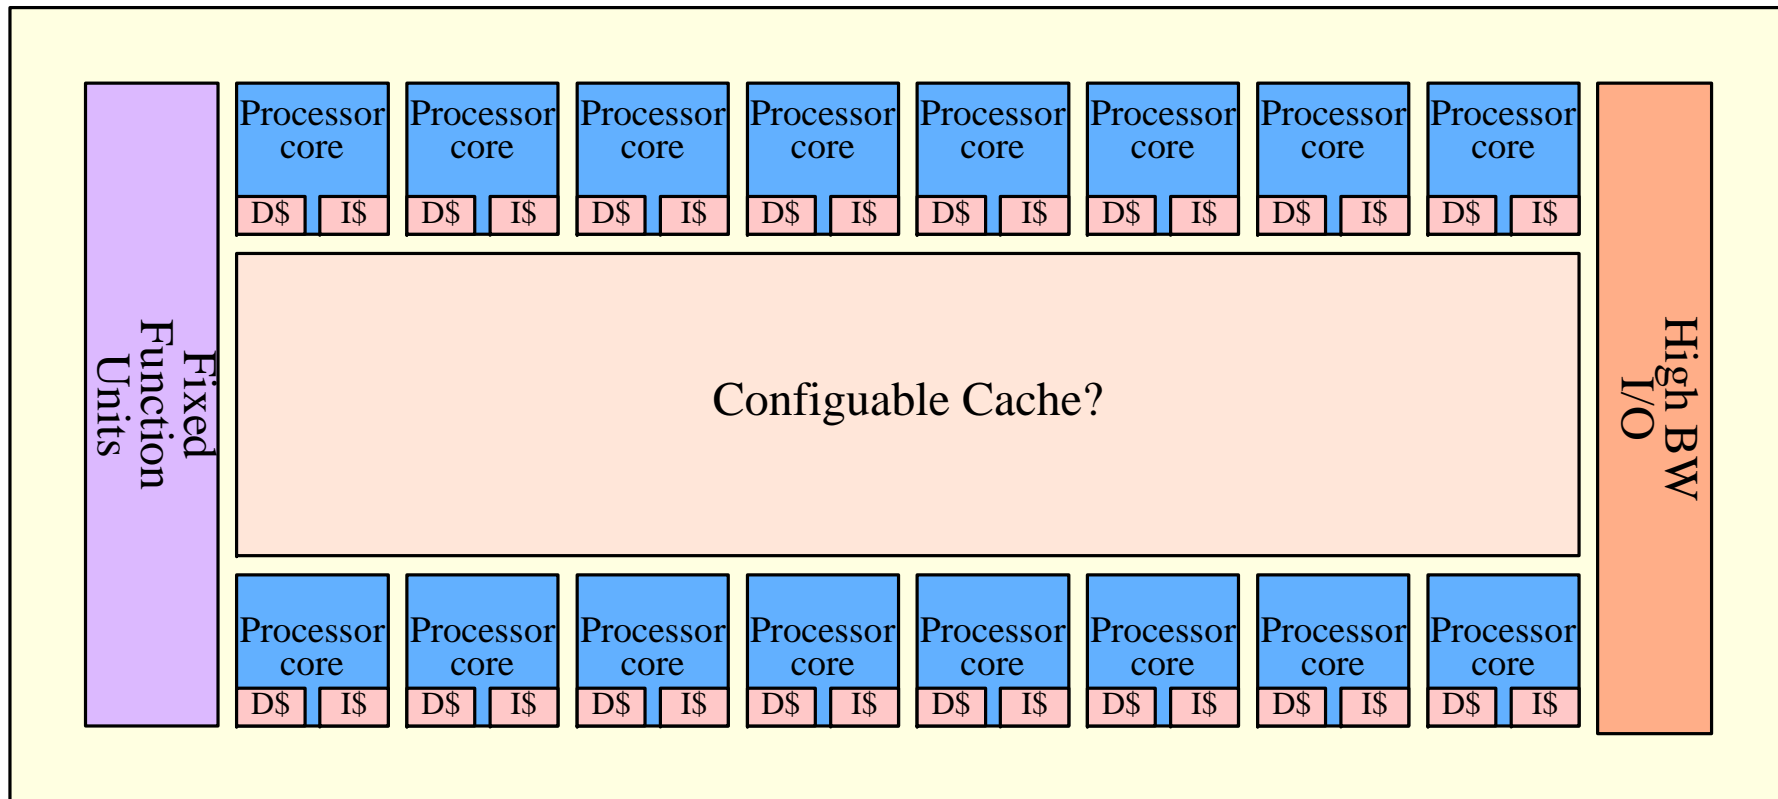 Processor
core
D$ I$
Processor
core
D$ I$
Processor
core
D$ I$
Processor
core
D$ I$
Processor
core
D$ I$
Processor
core
D$ I$
Processor
core
D$ I$
Processor
core
D$ I$
Fixed
Function
Units
Configuable Cache?
High BW
I/O
Processor
core
D$ I$
Processor
core
D$ I$
Processor
core
D$ I$
Processor
core
D$ I$
Processor
core
D$ I$
Processor
core
D$ I$
Processor
core
D$ I$
Processor
core
D$ I$